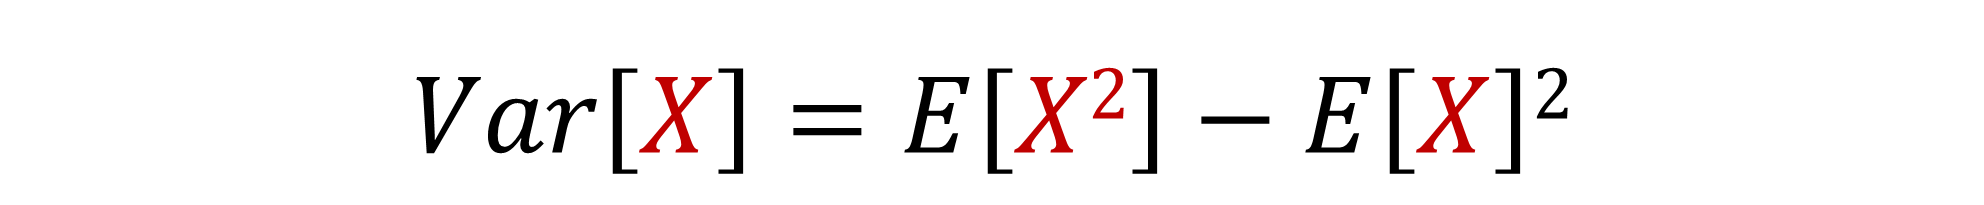 Var[X] = E[X²] − E[X]²